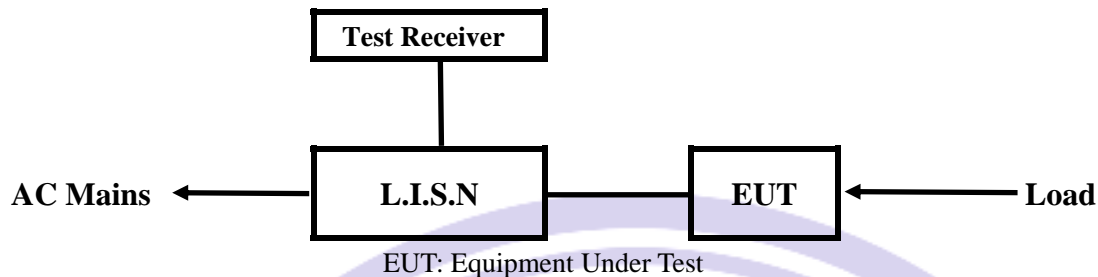 Test Receiver
AC Mains L.I.S.N EUT Load
EUT: Equipment Under Test